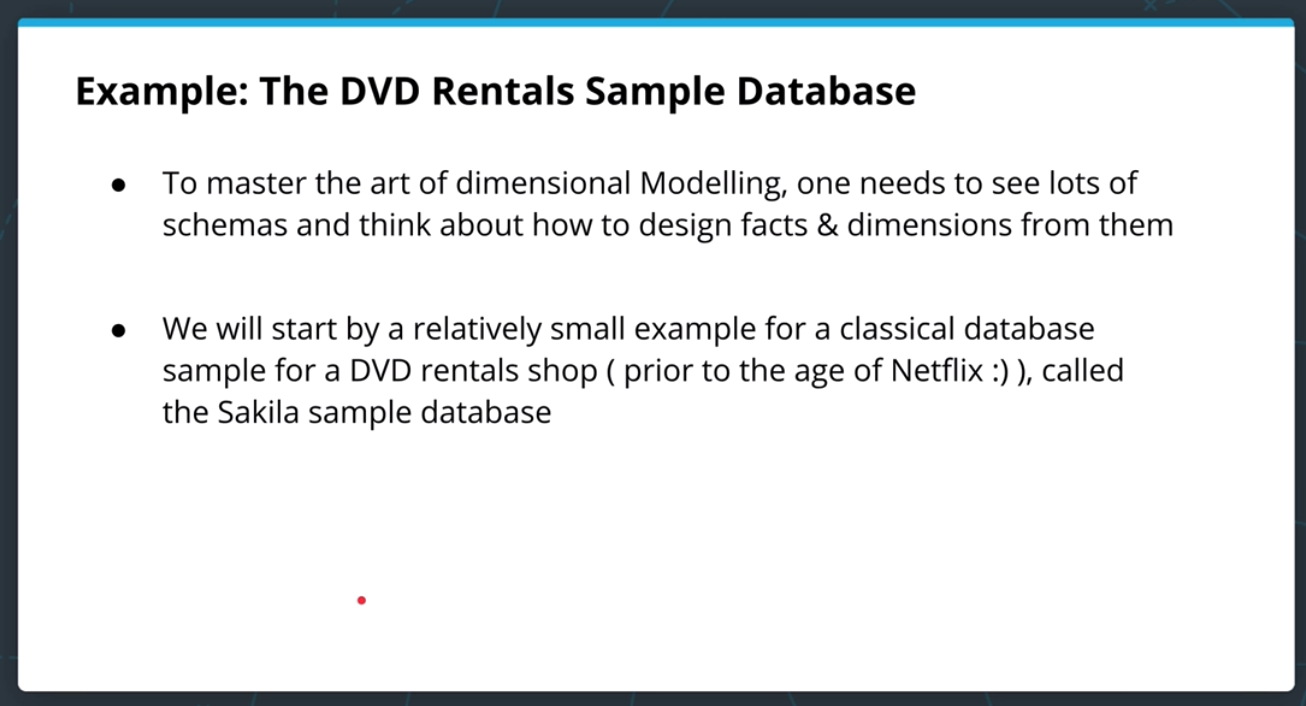 Example: The DVD Rentals Sample Database
● To master the art of dimensional Modelling, one needs to see lots of
schemas and think about how to design facts & dimensions from them
● We will start by a relatively small example for a classical database
sample for a DVD rentals shop ( prior to the age of Netflix :) ), called
the Sakila sample database